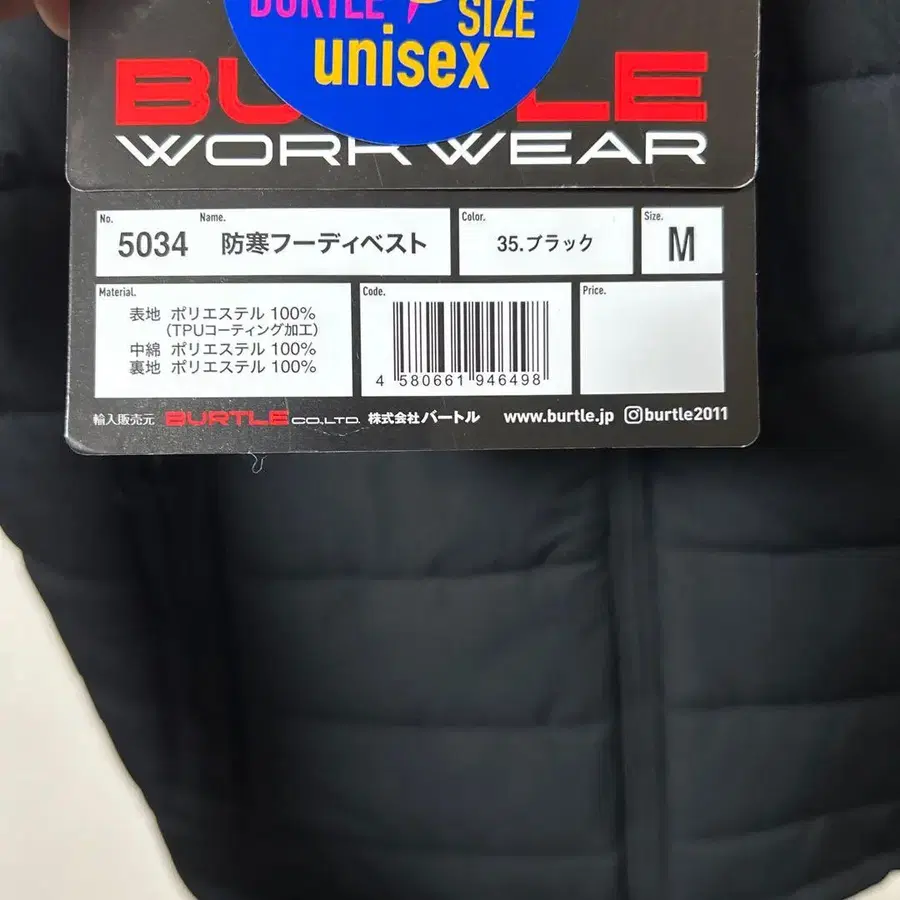 BURTLE
SIZE
unisex
BURTLE
WORKWEAR
No.
5034
Name.
防寒フーディベスト
Color.
35.ブラック
Size.
M
Material.
表地 ポリエステル 100%
(TPUコーティング加工)
中綿 ポリエステル 100%
裏地 ポリエステル 100%
Code.
4 580661 946498
Price.
輸入販売元 BURTLE CO.,LTD. 株式会社バートル www.burtle.jp burtle2011